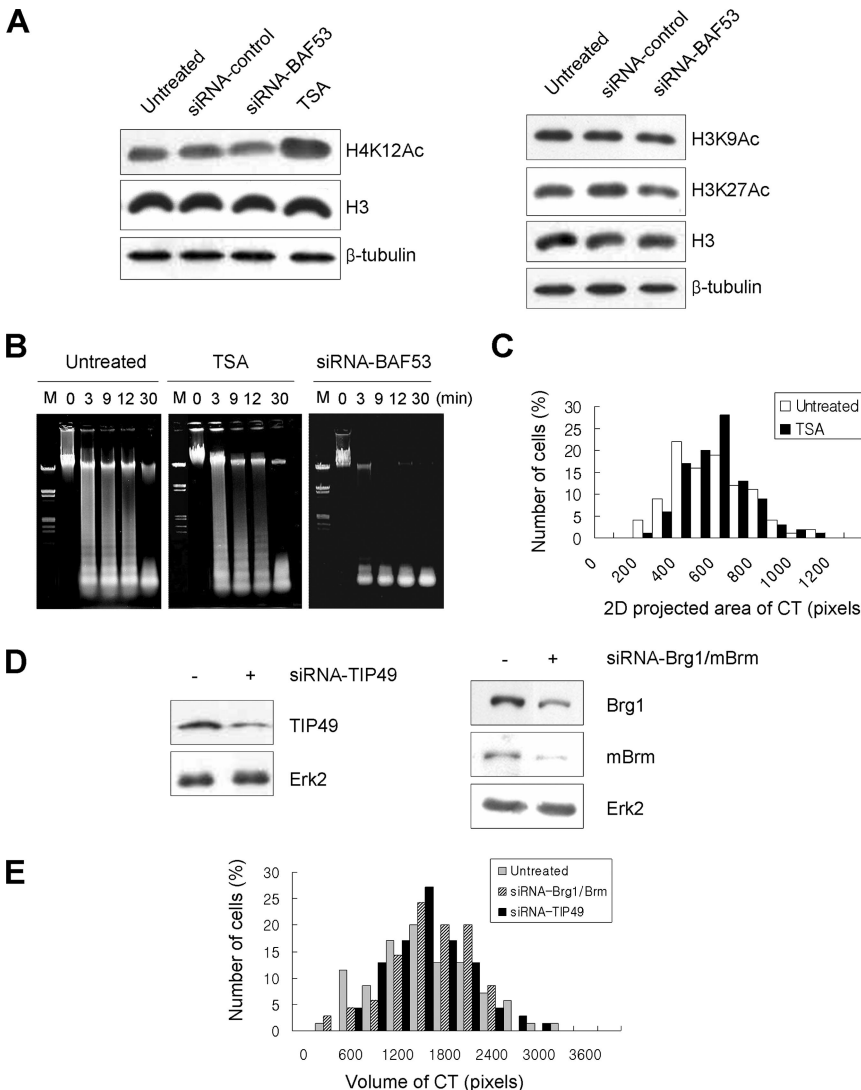 A
Untreated
siRNA-control
siRNA-BAF53
TSA
H4K12Ac
H3
β-tubulin
Untreated
siRNA-control
siRNA-BAF53
H3K9Ac
H3K27Ac
H3
β-tubulin
B
Untreated TSA siRNA-BAF53
M 0 3 9 12 30 M 0 3 9 12 30 M 0 3 9 12 30 (min)
C
Number of cells (%)
30
25
20
15
10
5
0
Untreated
TSA
0 200 400 600 800 1000 1200
2D projected area of CT (pixels
D
- + siRNA-TIP49
TIP49
Erk2
- + siRNA-Brg1/mBrm
Brg1
mBrm
Erk2
E
Number of cells (%)
30
25
20
15
10
5
0
Untreated
siRNA-Brg1/Brm
siRNA-TIP49
0 600 1200 1800 2400 3000 3600
Volume of CT (pixels)